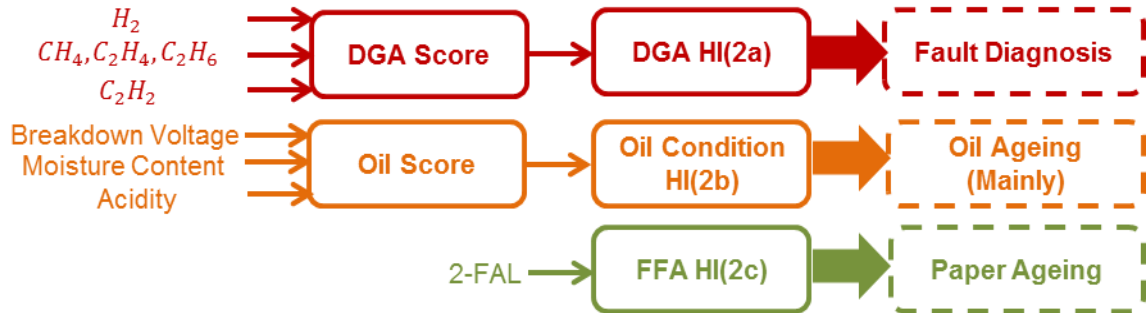 H₂
CH₄,C₂H₄,C₂H₆
C₂H₂
DGA Score
DGA HI(2a)
Fault Diagnosis
Breakdown Voltage
Moisture Content
Acidity
Oil Score
Oil Condition
HI(2b)
Oil Ageing
(Mainly)
2-FAL
FFA HI(2c)
Paper Ageing